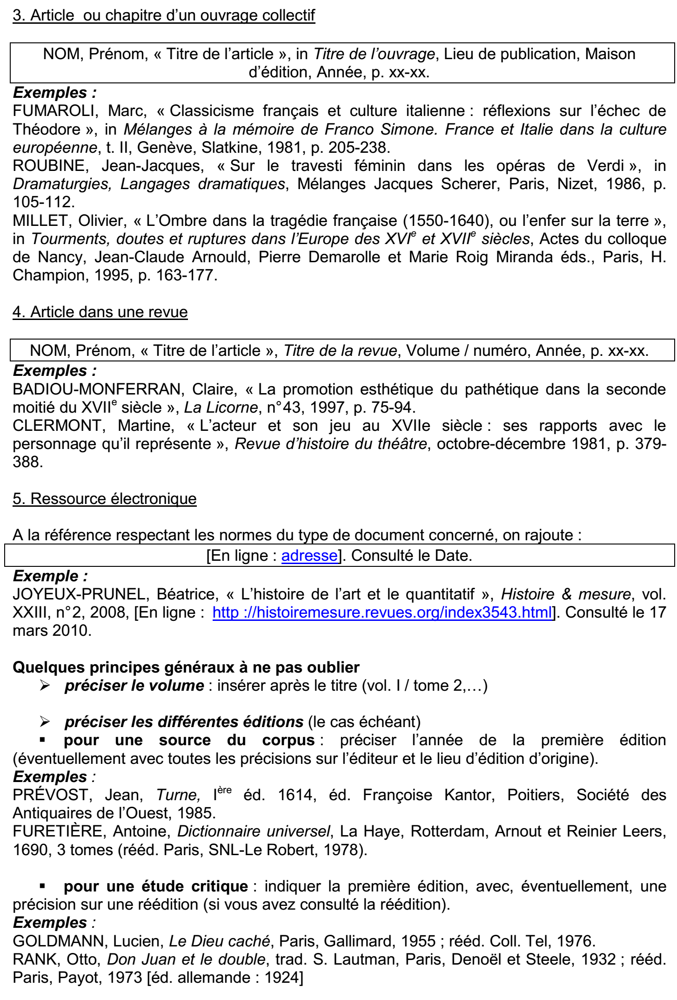 3. Article  ou chapitre d’un ouvrage collectif
NOM, Prénom, « Titre de l’article », in Titre de l’ouvrage, Lieu de publication, Maison
d’édition, Année, p. xx-xx.
Exemples :
FUMAROLI, Marc, « Classicisme français et culture italienne : réflexions sur l’échec de
Théodore », in Mélanges à la mémoire de Franco Simone. France et Italie dans la culture
européenne, t. II, Genève, Slatkine, 1981, p. 205-238.
ROUBINE, Jean-Jacques, « Sur le travesti féminin dans les opéras de Verdi », in
Dramaturgies, Langages dramatiques, Mélanges Jacques Scherer, Paris, Nizet, 1986, p.
105-112.
MILLET, Olivier, « L’Ombre dans la tragédie française (1550-1640), ou l’enfer sur la terre »,
in Tourments, doutes et ruptures dans l’Europe des XVIe et XVIIe siècles, Actes du colloque
de Nancy, Jean-Claude Arnould, Pierre Demarolle et Marie Roig Miranda éds., Paris, H.
Champion, 1995, p. 163-177.
4. Article dans une revue
NOM, Prénom, « Titre de l’article », Titre de la revue, Volume / numéro, Année, p. xx-xx.
Exemples :
BADIOU-MONFERRAN, Claire, « La promotion esthétique du pathétique dans la seconde
moitié du XVIIe siècle », La Licorne, n°43, 1997, p. 75-94.
CLERMONT, Martine, « L’acteur et son jeu au XVIIe siècle : ses rapports avec le
personnage qu’il représente », Revue d’histoire du théâtre, octobre-décembre 1981, p. 379-
388.
5. Ressource électronique
A la référence respectant les normes du type de document concerné, on rajoute :
[En ligne : adresse]. Consulté le Date.
Exemple :
JOYEUX-PRUNEL, Béatrice, « L’histoire de l’art et le quantitatif », Histoire & mesure, vol.
XXIII, n°2, 2008, [En ligne :  http ://histoiremesure.revues.org/index3543.html]. Consulté le 17
mars 2010.
Quelques principes généraux à ne pas oublier
➢ préciser le volume : insérer après le titre (vol. I / tome 2,…)
➢ préciser les différentes éditions (le cas échéant)
▪ pour une source du corpus : préciser l’année de la première édition
(éventuellement avec toutes les précisions sur l’éditeur et le lieu d’édition d’origine).
Exemples :
PRÉVOST, Jean, Turne, Ière éd. 1614, éd. Françoise Kantor, Poitiers, Société des
Antiquaires de l’Ouest, 1985.
FURETIÈRE, Antoine, Dictionnaire universel, La Haye, Rotterdam, Arnout et Reinier Leers,
1690, 3 tomes (rééd. Paris, SNL-Le Robert, 1978).
▪ pour une étude critique : indiquer la première édition, avec, éventuellement, une
précision sur une réédition (si vous avez consulté la réédition).
Exemples :
GOLDMANN, Lucien, Le Dieu caché, Paris, Gallimard, 1955 ; rééd. Coll. Tel, 1976.
RANK, Otto, Don Juan et le double, trad. S. Lautman, Paris, Denoël et Steele, 1932 ; rééd.
Paris, Payot, 1973 [éd. allemande : 1924]